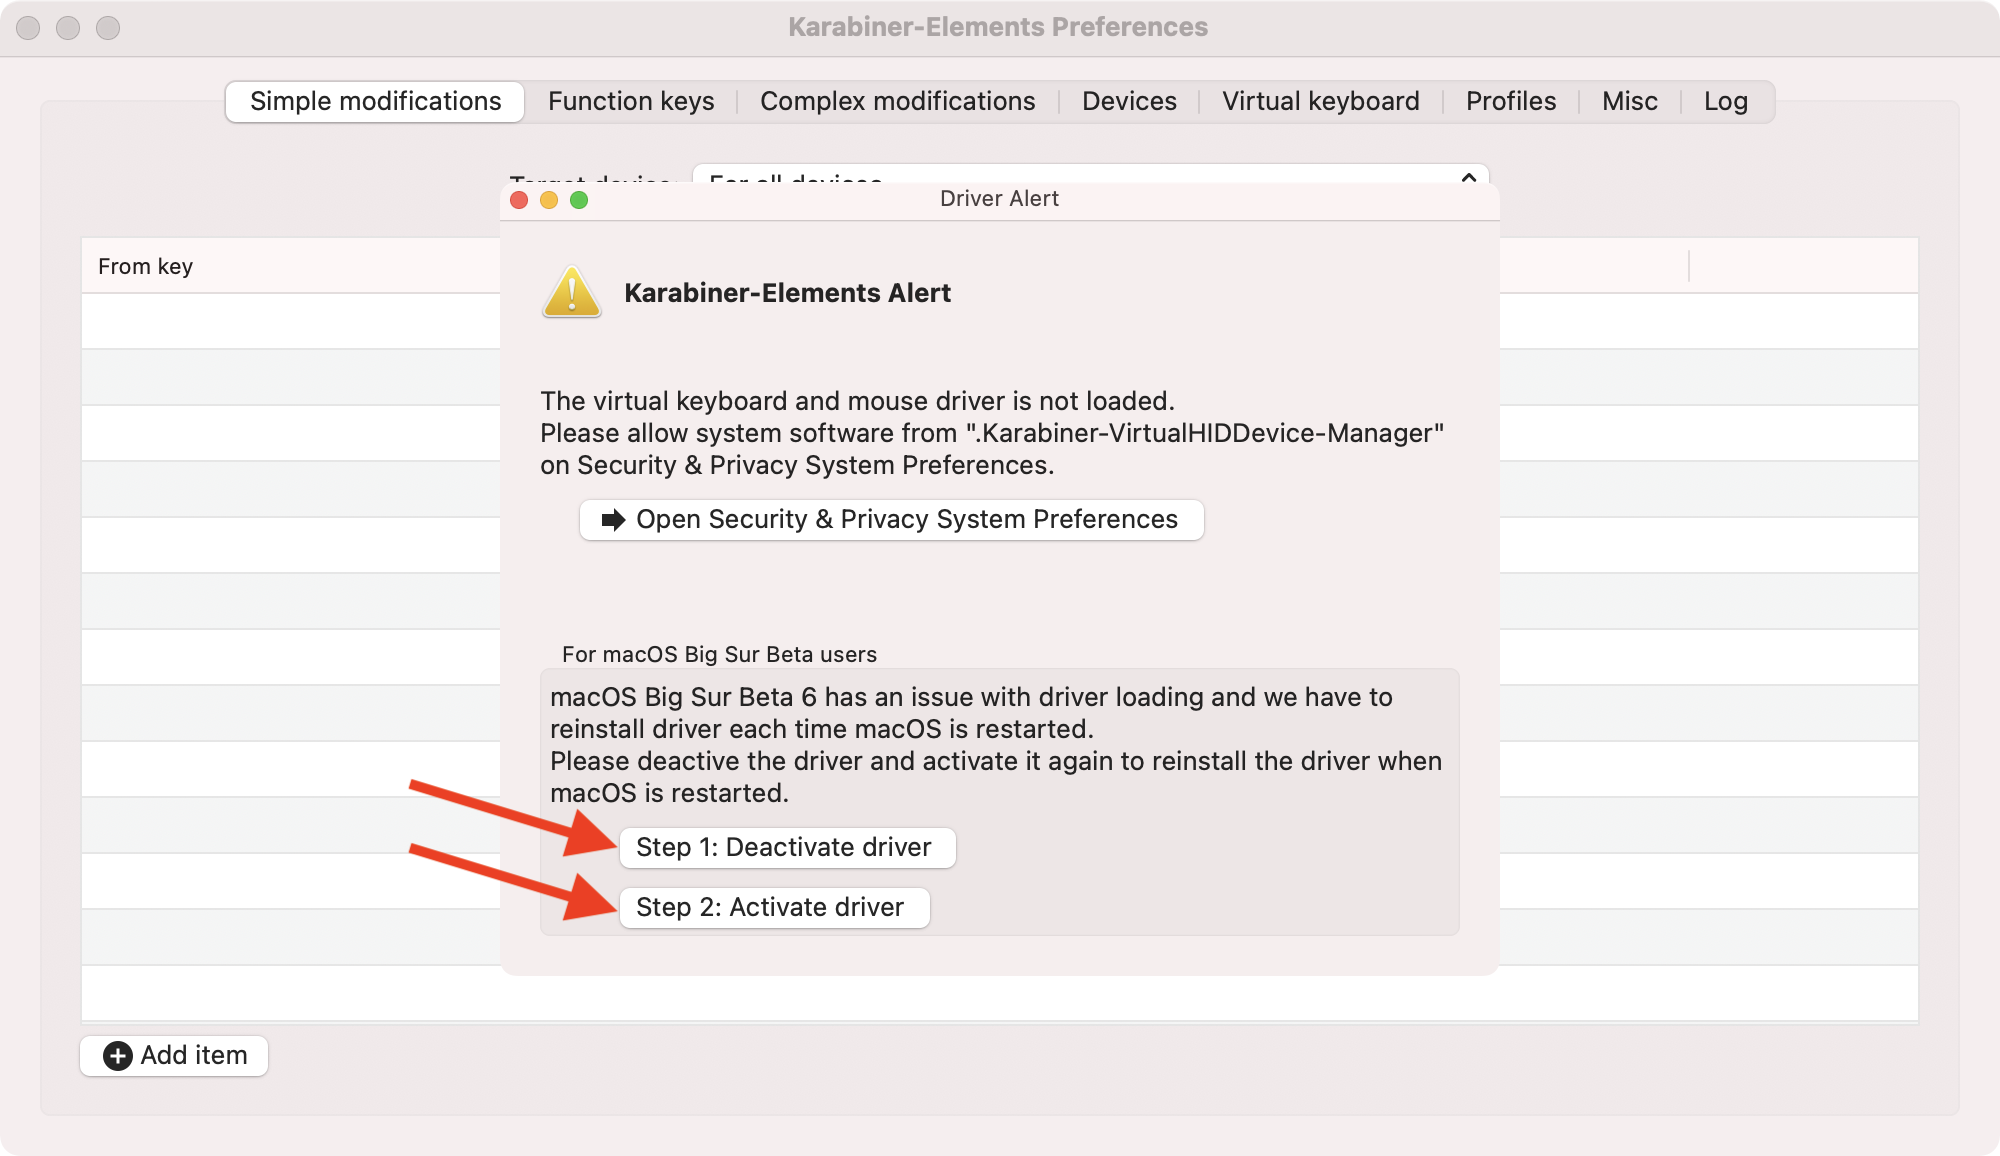 Karabiner-Elements Preferences
Simple modifications
Function keys
Complex modifications
Devices
Virtual keyboard
Profiles
Misc
Log
Target device:
For all devices
Driver Alert
From key
Karabiner-Elements Alert
The virtual keyboard and mouse driver is not loaded.
Please allow system software from ".Karabiner-VirtualHIDDevice-Manager"
on Security & Privacy System Preferences.
Open Security & Privacy System Preferences
For macOS Big Sur Beta users
macOS Big Sur Beta 6 has an issue with driver loading and we have to
reinstall driver each time macOS is restarted.
Please deactive the driver and activate it again to reinstall the driver when
macOS is restarted.
Step 1: Deactivate driver
Step 2: Activate driver
Add item